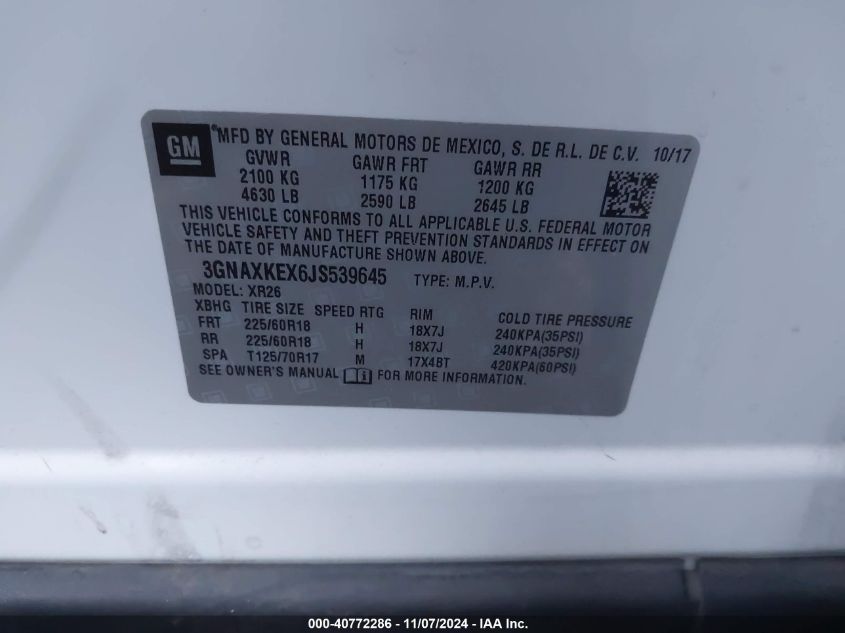 GM ® MFD BY GENERAL MOTORS DE MEXICO, S. DE R.L. DE C.V. 10/17
GVWR GAWR FRT GAWR RR
2100 KG 1175 KG 1200 KG
4630 LB 2590 LB 2645 LB
THIS VEHICLE CONFORMS TO ALL APPLICABLE U.S. FEDERAL MOTOR
VEHICLE SAFETY AND THEFT PREVENTION STANDARDS IN EFFECT ON
THE DATE OF MANUFACTURE SHOWN ABOVE.
3GNAXKEX6JS539645 TYPE: M.P.V.
MODEL: XR26
XBHG TIRE SIZE SPEED RTG RIM COLD TIRE PRESSURE
FRT 225/60R18 H 18X7J 240KPA(35PSI)
RR 225/60R18 H 18X7J 240KPA(35PSI)
SPA T125/70R17 M 17X4BT 420KPA(60PSI)
SEE OWNER'S MANUAL FOR MORE INFORMATION.
000-40772286 - 11/07/2024 - IAA Inc.